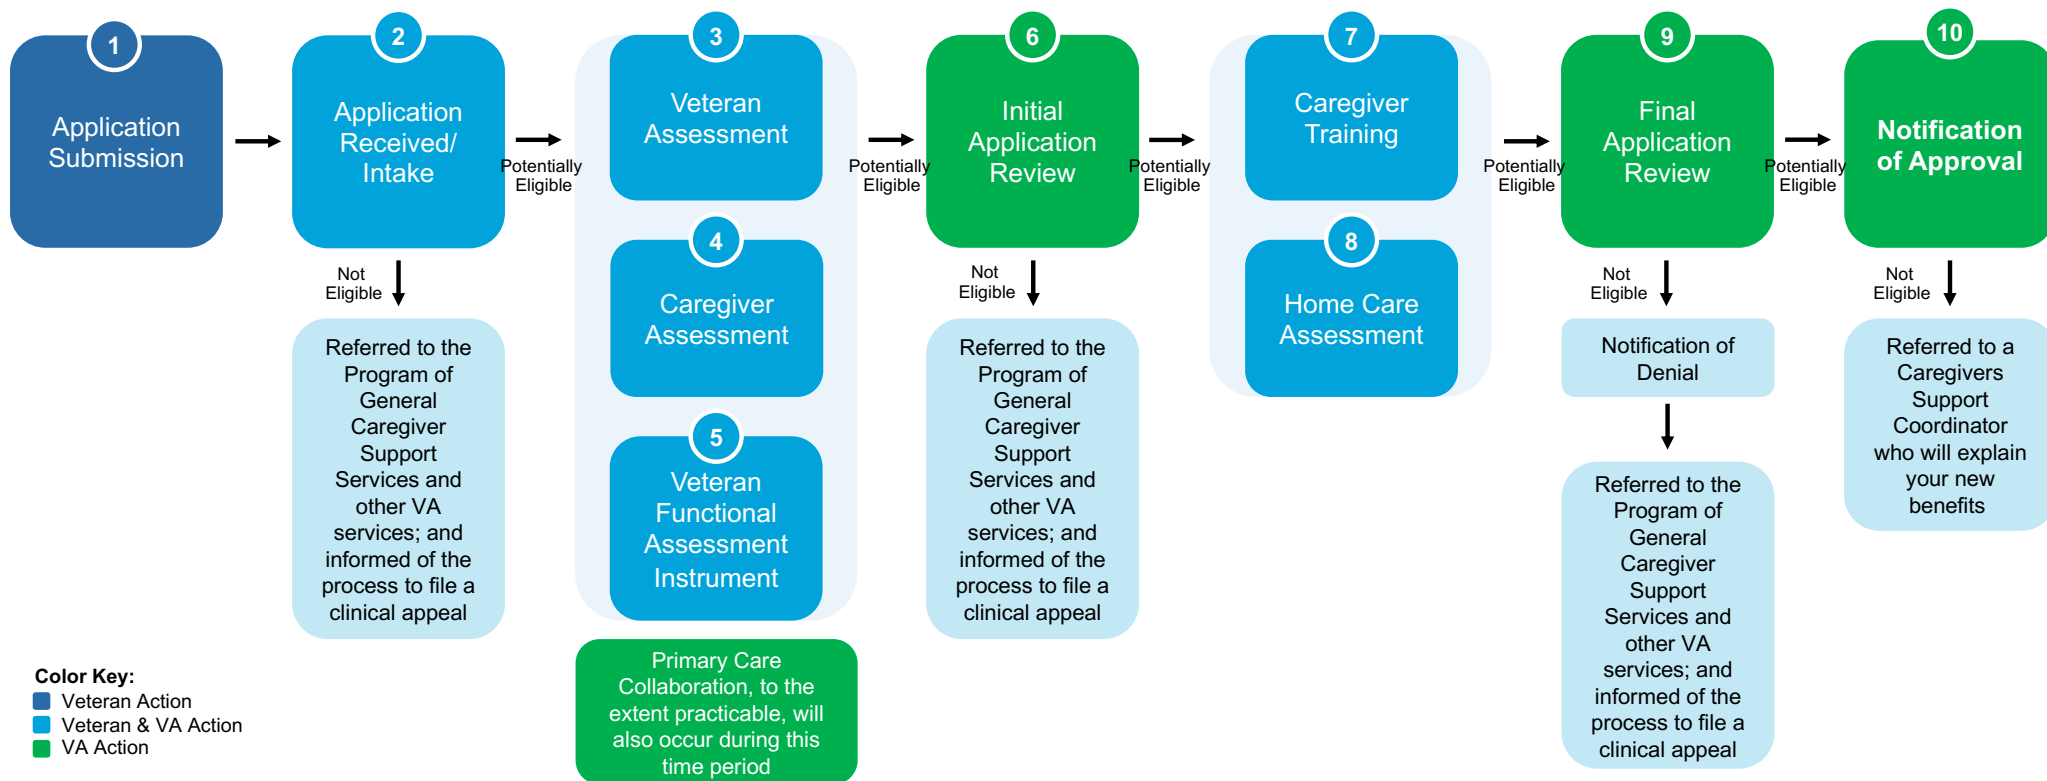 1
Application
Submission
2
Application
Received/
Intake
Potentially
Eligible
Not
Eligible
Referred to the
Program of
General
Caregiver
Support
Services and
other VA
services; and
informed of the
process to file a
clinical appeal
3
Veteran
Assessment
4
Caregiver
Assessment
5
Veteran
Functional
Assessment
Instrument
Primary Care
Collaboration, to the
extent practicable, will
also occur during this
time period
Potentially
Eligible
6
Initial
Application
Review
Not
Eligible
Referred to the
Program of
General
Caregiver
Support
Services and
other VA
services; and
informed of the
process to file a
clinical appeal
Potentially
Eligible
7
Caregiver
Training
8
Home Care
Assessment
Potentially
Eligible
9
Final
Application
Review
Not
Eligible
Notification of
Denial
Referred to the
Program of
General
Caregiver
Support
Services and
other VA
services; and
informed of the
process to file a
clinical appeal
Potentially
Eligible
10
Notification
of Approval
Not
Eligible
Referred to a
Caregivers
Support
Coordinator
who will explain
your new
benefits
Color Key:
Veteran Action
Veteran & VA Action
VA Action